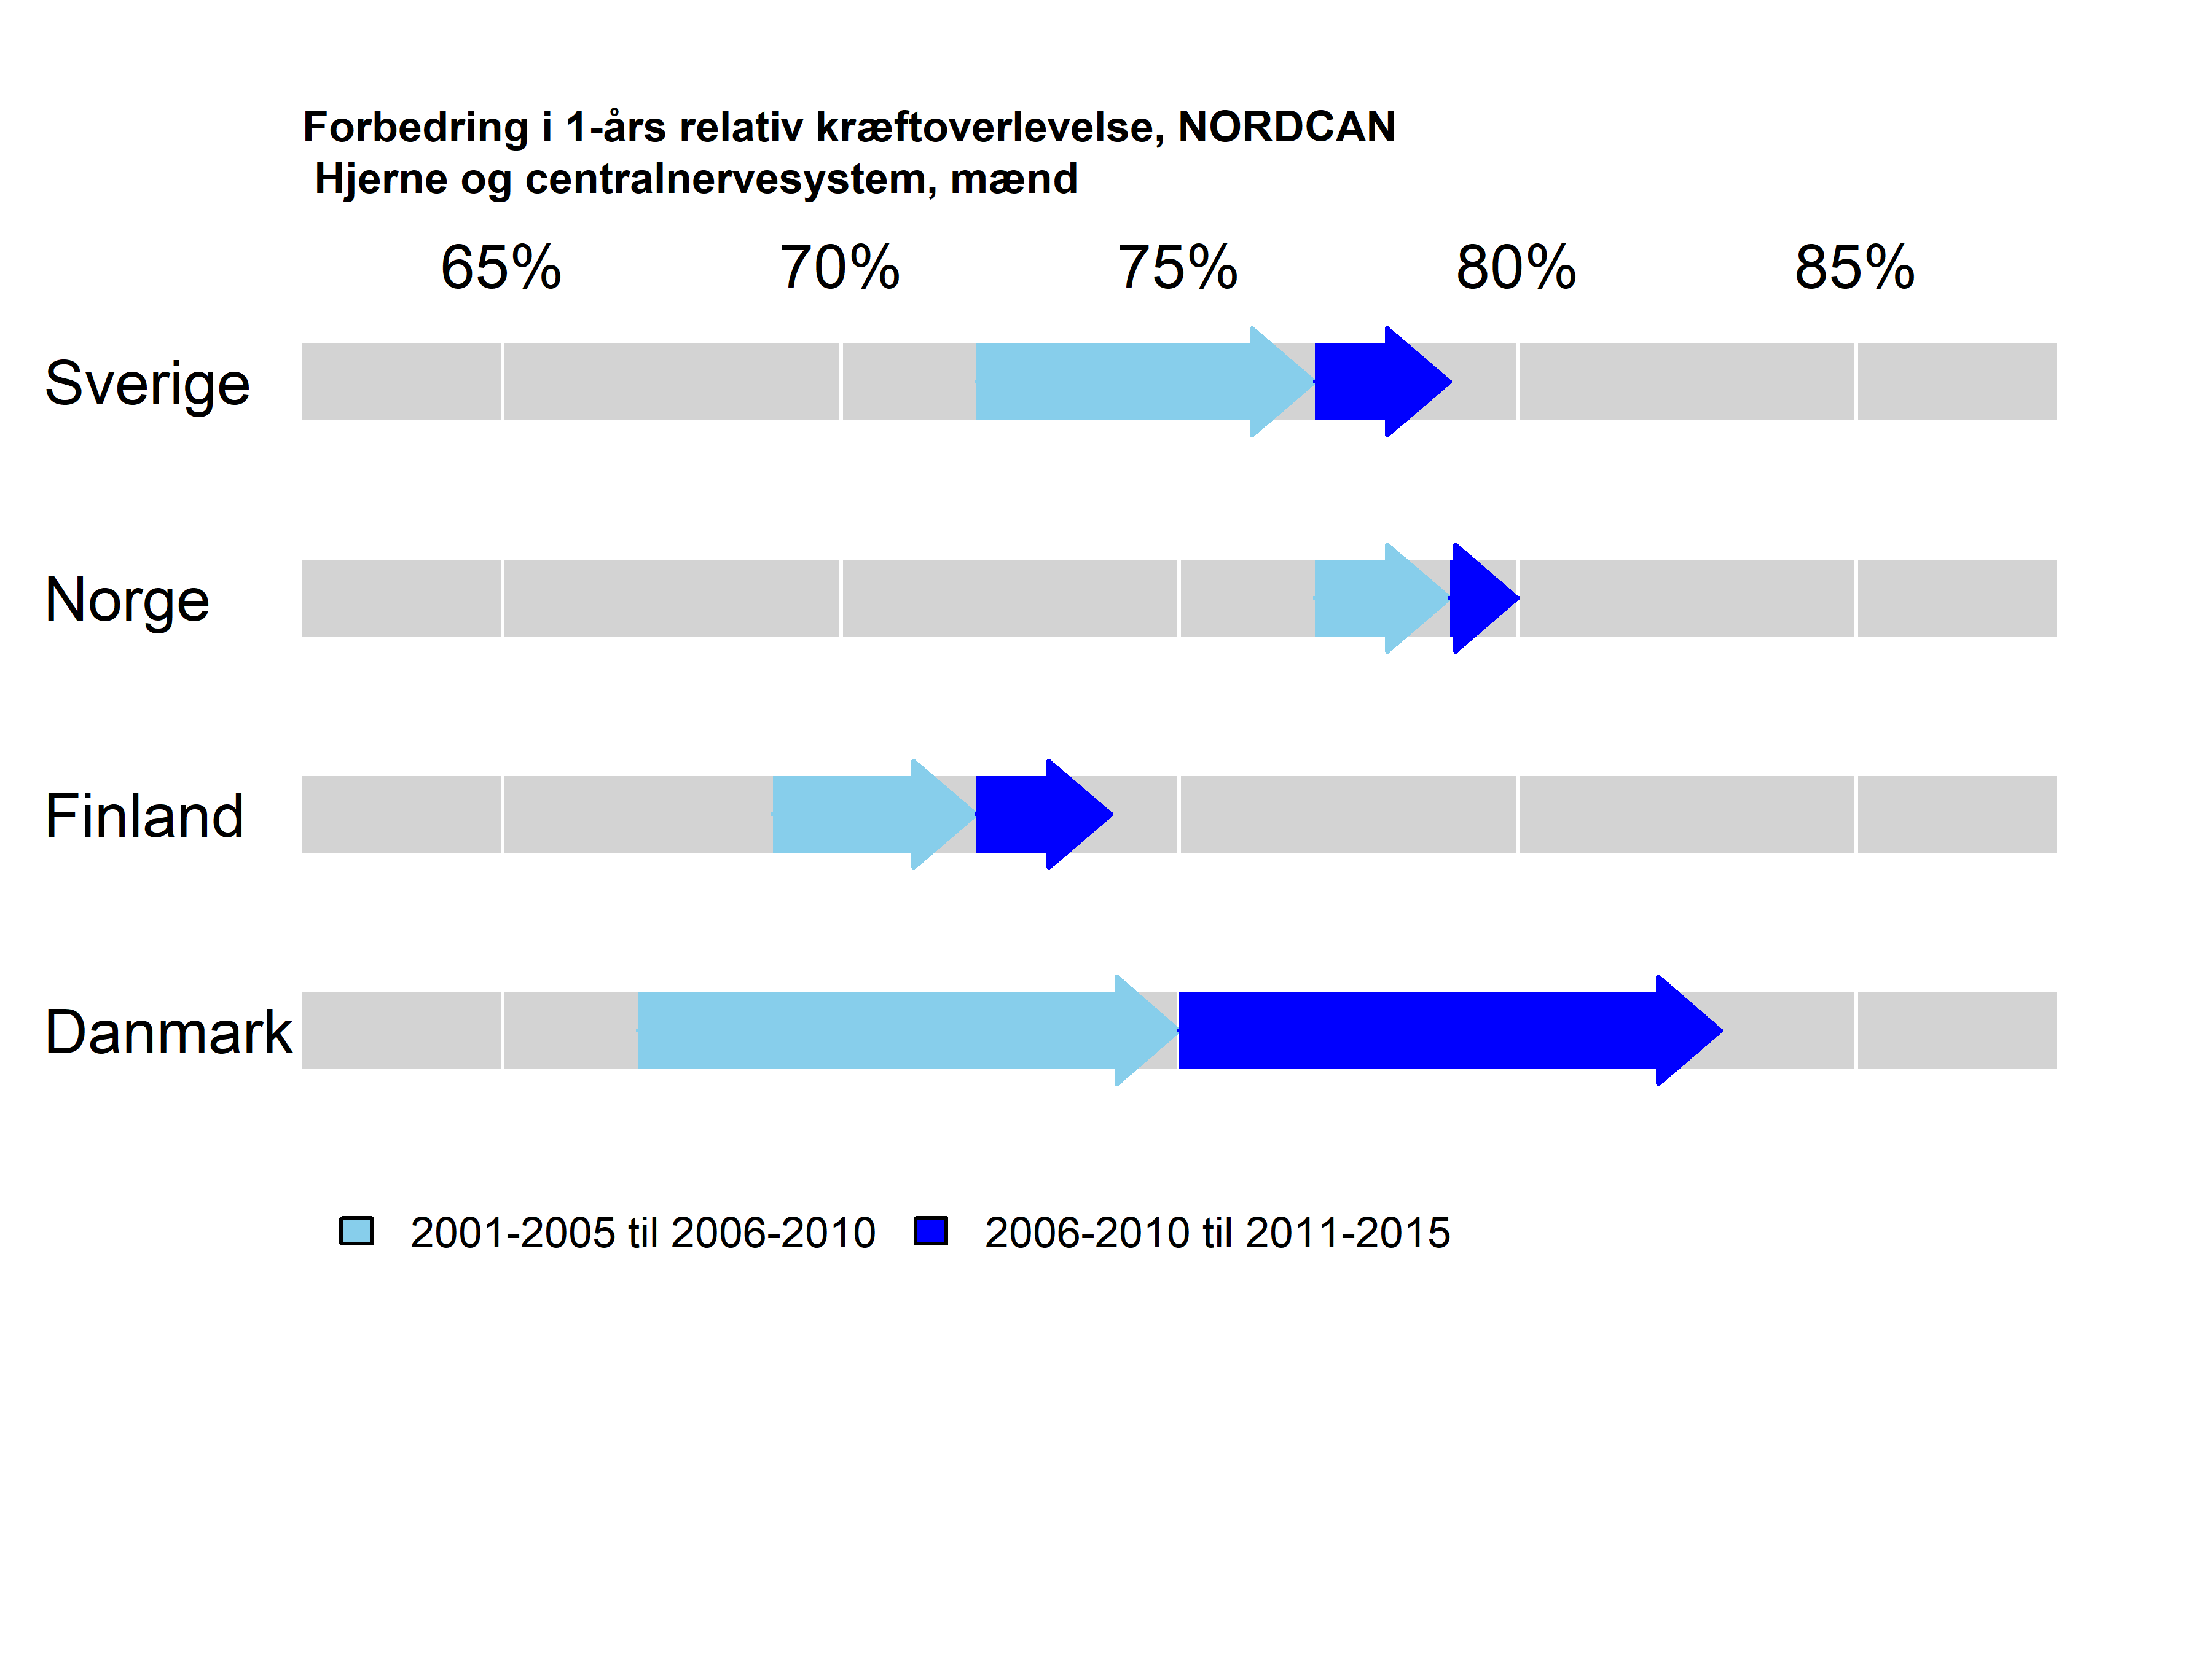 Forbedring i 1-års relativ kræftoverlevelse, NORDCAN
Hjerne og centralnervesystem, mænd
65% 70% 75% 80% 85%
Sverige
Norge
Finland
Danmark
2001-2005 til 2006-2010 2006-2010 til 2011-2015